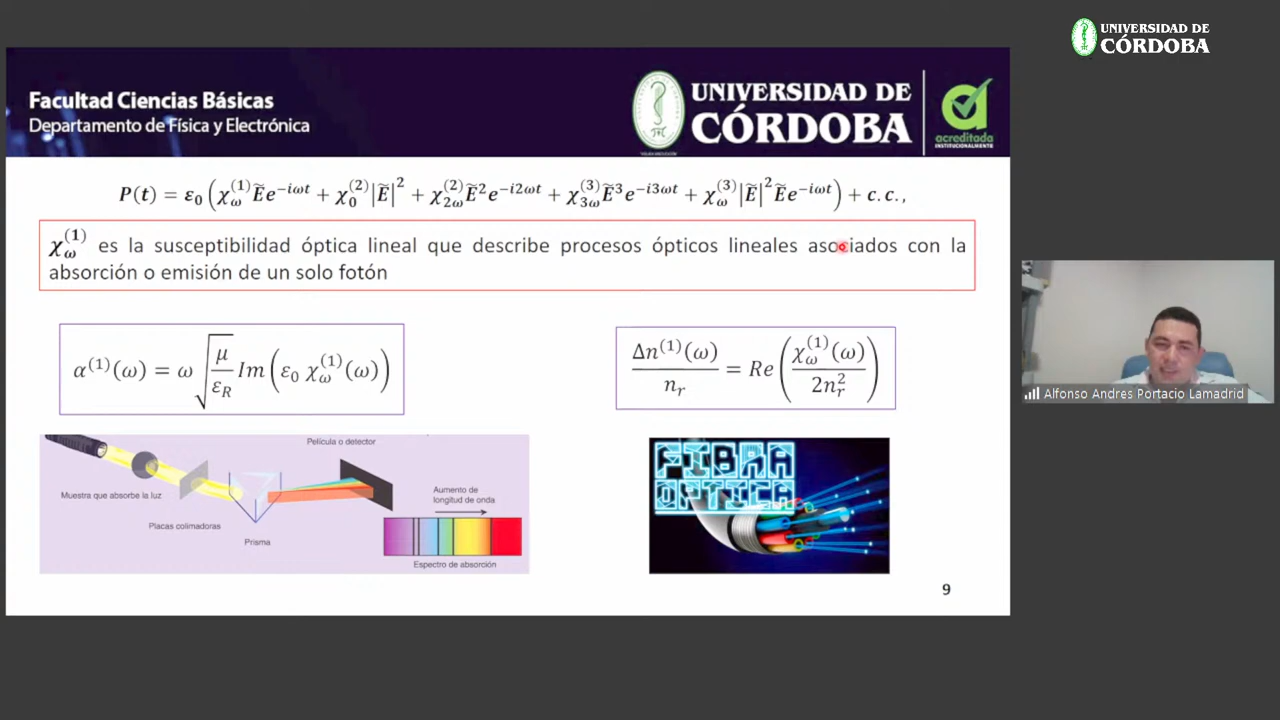 UNIVERSIDAD DE
CÓRDOBA
Facultad Ciencias Básicas
Departamento de Física y Electrónica
UNIVERSIDAD DE
CÓRDOBA
acreditada
INSTITUCIONALMENTE
P(t) = ε₀ (χ_ω^(1) Ẽe^(−iωt) + χ_0^(2) |Ẽ|² + χ_2ω^(2) Ẽ² e^(−i2ωt) + χ_3ω^(3) Ẽ³ e^(−i3ωt) + χ_ω^(3) |Ẽ|² Ẽe^(−iωt)) + c.c.,
χ_ω^(1) es la susceptibilidad óptica lineal que describe procesos ópticos lineales asociados con la
absorción o emisión de un solo fotón
α^(1)(ω) = ω √(μ/ε_R) Im(ε₀ χ_ω^(1)(ω))
Δn^(1)(ω)/n_r = Re(χ_ω^(1)(ω)/2n_r²)
Película o detector
Muestra que absorbe la luz
Placas colimadoras
Prisma
Aumento de
longitud de onda
Espectro de absorción
FIBRA
OPTICA
9
Alfonso Andres Portacio Lamadrid